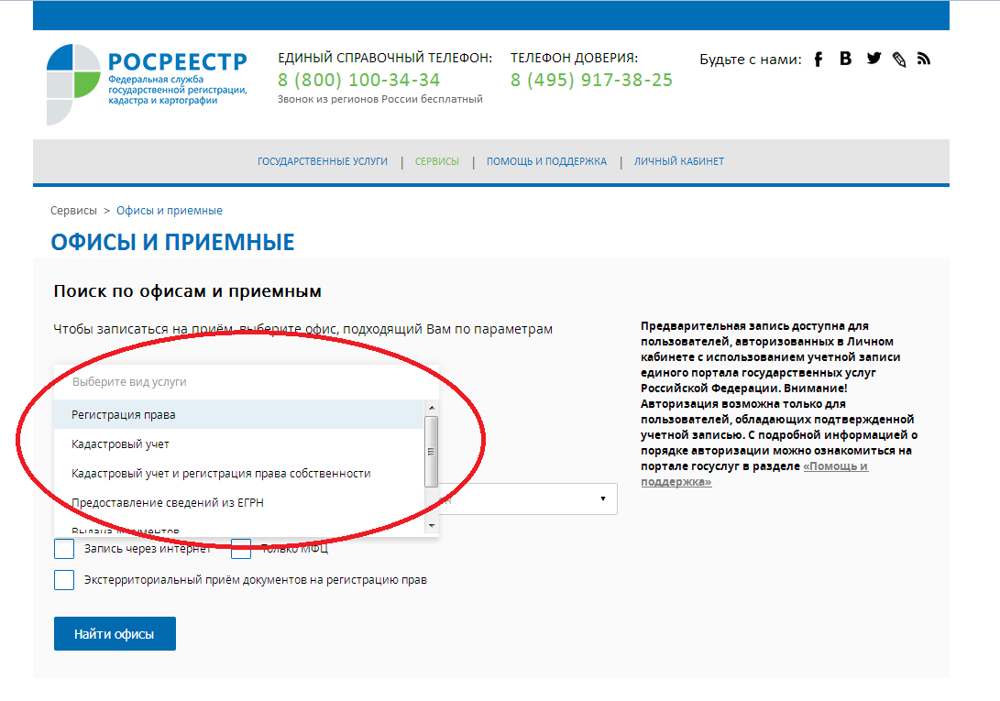 РОСРЕЕСТР
Федеральная служба
государственной регистрации,
кадастра и картографии
ЕДИНЫЙ СПРАВОЧНЫЙ ТЕЛЕФОН:
8 (800) 100-34-34
Звонок из регионов России бесплатный
ТЕЛЕФОН ДОВЕРИЯ:
8 (495) 917-38-25
Будьте с нами:
ГОСУДАРСТВЕННЫЕ УСЛУГИ | СЕРВИСЫ | ПОМОЩЬ И ПОДДЕРЖКА | ЛИЧНЫЙ КАБИНЕТ
Сервисы > Офисы и приемные
ОФИСЫ И ПРИЕМНЫЕ
Поиск по офисам и приемным
Чтобы записаться на приём, выберите офис, подходящий Вам по параметрам
Выберите вид услуги
Регистрация права
Кадастровый учет
Кадастровый учет и регистрация права собственности
Предоставление сведений из ЕГРН
Выдача документов
Запись через интернет
Только МФЦ
Экстерриториальный приём документов на регистрацию прав
Найти офисы
Предварительная запись доступна для
пользователей, авторизованных в Личном
кабинете с использованием учетной записи
единого портала государственных услуг
Российской Федерации. Внимание!
Авторизация возможна только для
пользователей, обладающих подтвержденной
учетной записью. С подробной информацией о
порядке авторизации можно ознакомиться на
портале госуслуг в разделе «Помощь и
поддержка»